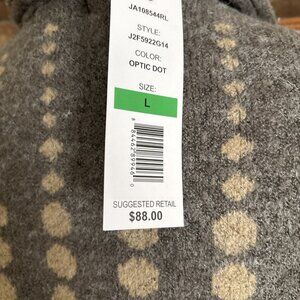 JA108544RL
STYLE:
J2F5922G14
COLOR:
OPTIC DOT
SIZE:
L
SUGGESTED RETAIL
$88.00